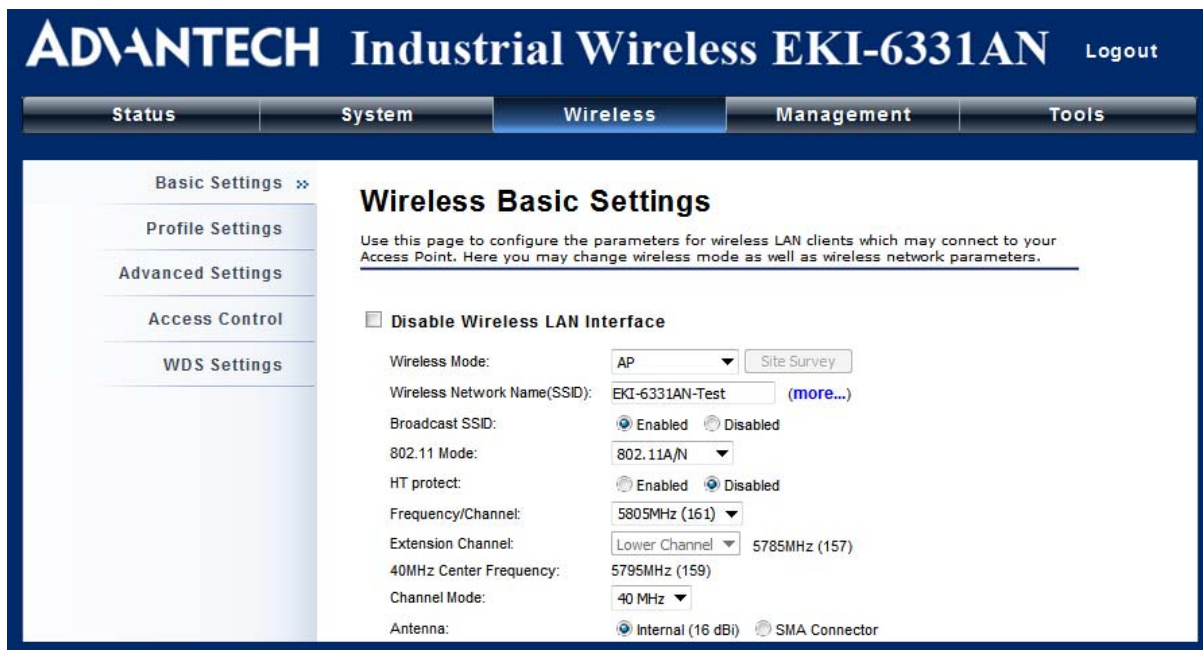 ADVANTECH Industrial Wireless EKI-6331AN Logout
Status System Wireless Management Tools
Basic Settings »
Profile Settings
Advanced Settings
Access Control
WDS Settings
Wireless Basic Settings
Use this page to configure the parameters for wireless LAN clients which may connect to your
Access Point. Here you may change wireless mode as well as wireless network parameters.
Disable Wireless LAN Interface
Wireless Mode: AP Site Survey
Wireless Network Name(SSID): EKI-6331AN-Test (more...)
Broadcast SSID: Enabled Disabled
802.11 Mode: 802.11A/N
HT protect: Enabled Disabled
Frequency/Channel: 5805MHz (161)
Extension Channel: Lower Channel 5785MHz (157)
40MHz Center Frequency: 5795MHz (159)
Channel Mode: 40 MHz
Antenna: Internal (16 dBi) SMA Connector